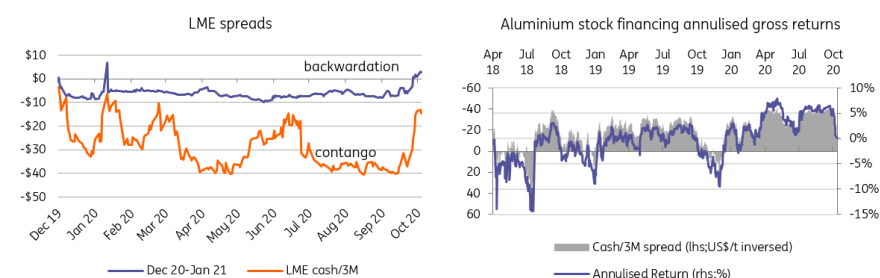 LME spreads
$10
$0
-$10
-$20
-$30
-$40
-$50
backwardation
contango
Dec 19
Jan 20
Feb 20
Mar 20
Apr 20
May 20
Jun 20
Jul 20
Aug 20
Sep 20
Oct 20
Dec 20-Jan 21
LME cash/3M
Aluminium stock financing annulised gross returns
Apr Jul Oct Jan Apr Jul Oct Jan Apr Jul Oct
18 18 18 19 19 19 19 20 20 20 20
-60
-40
-20
0
20
40
60
10%
5%
0%
-5%
-10%
-15%
Cash/3M spread (lhs;US$/t inversed)
Annualised Return (rhs;%)